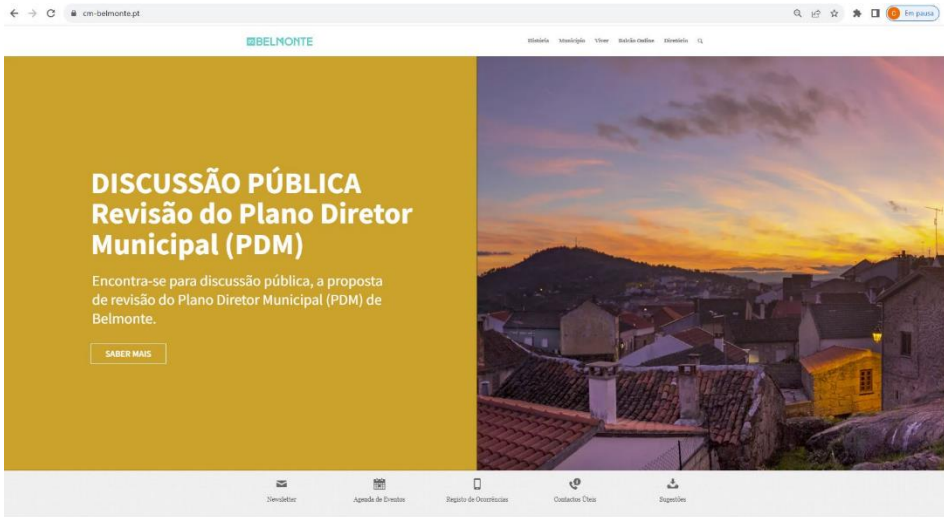 cm-belmonte.pt
Em pausa
BELMONTE
História Município Viver Balcão Online Diretório
DISCUSSÃO PÚBLICA
Revisão do Plano Diretor
Municipal (PDM)
Encontra-se para discussão pública, a proposta
de revisão do Plano Diretor Municipal (PDM) de
Belmonte.
SABER MAIS
Newsletter Agenda de Eventos Registo de Ocorrências Contactos Úteis Sugestões